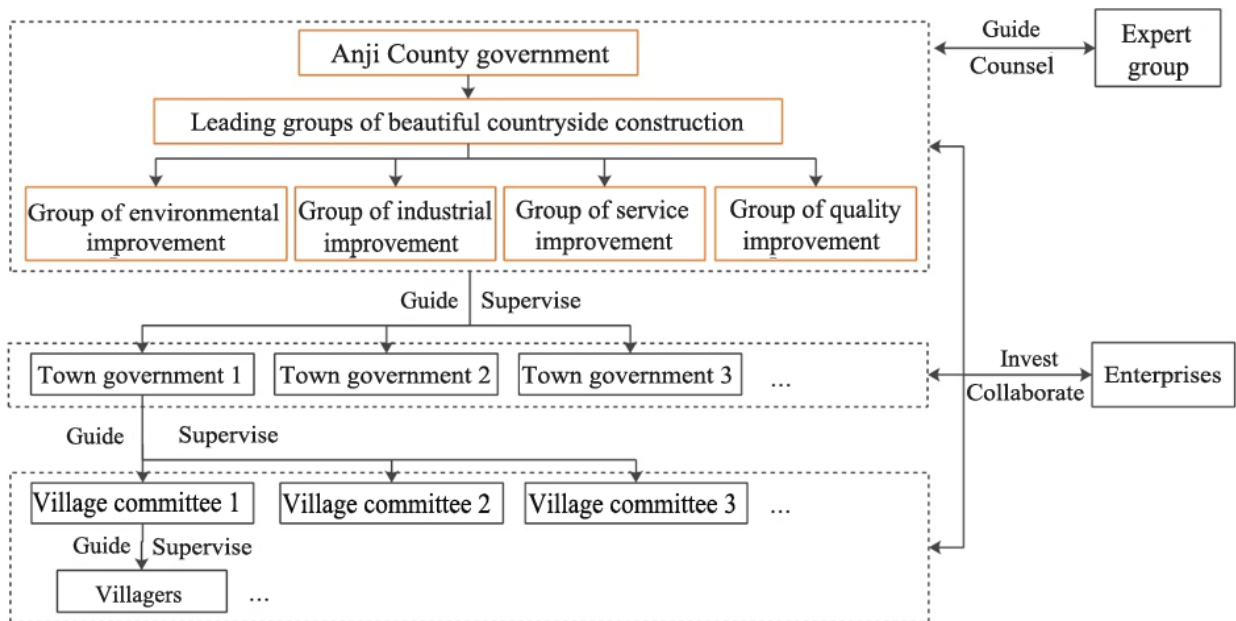 Anji County government
Guide
Counsel
Expert
group
Leading groups of beautiful countryside construction
Group of environmental
improvement
Group of industrial
improvement
Group of service
improvement
Group of quality
improvement
Guide Supervise
Town government 1
Town government 2
Town government 3
...
Invest
Collaborate
Enterprises
Guide Supervise
Village committee 1
Village committee 2
Village committee 3
...
Guide Supervise
Villagers
...